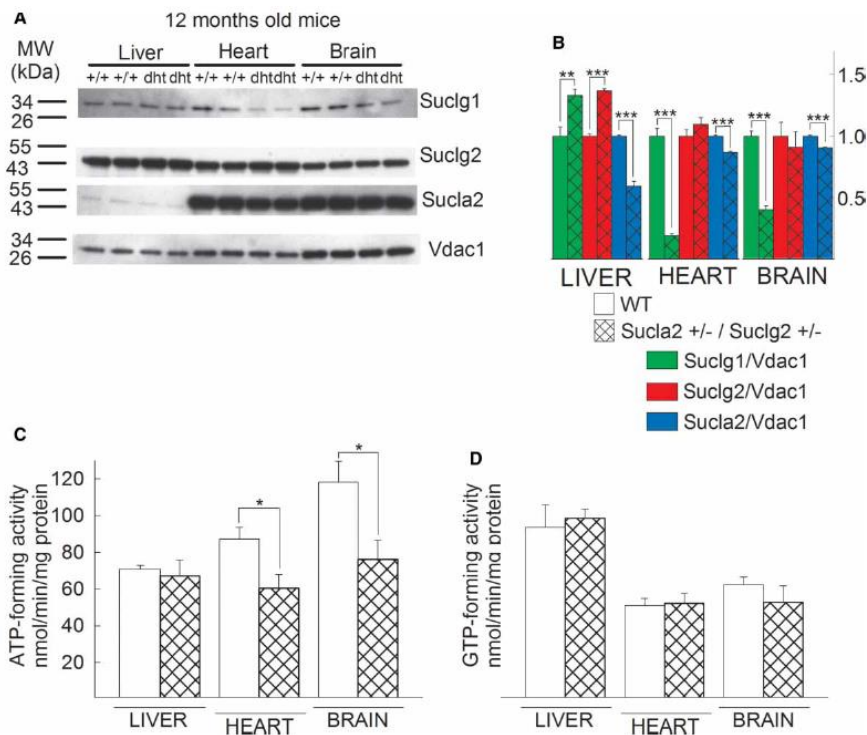 A
12 months old mice
MW
(kDa)
Liver Heart Brain
+/+ +/+ dht dht +/+ +/+ dht dht +/+ +/+ dht dht
34
26
Suclg1
55
43
Suclg2
55
43
Sucla2
34
26
Vdac1
B
** *** *** *** *** *** ***
1.5
1.0
0.5
LIVER HEART BRAIN
WT
Sucla2 +/- / Suclg2 +/-
Suclg1/Vdac1
Suclg2/Vdac1
Sucla2/Vdac1
C
ATP-forming activity
nmol/min/mg protein
120
100
80
60
40
20
* *
LIVER HEART BRAIN
D
GTP-forming activity
nmol/min/mg protein
LIVER HEART BRAIN